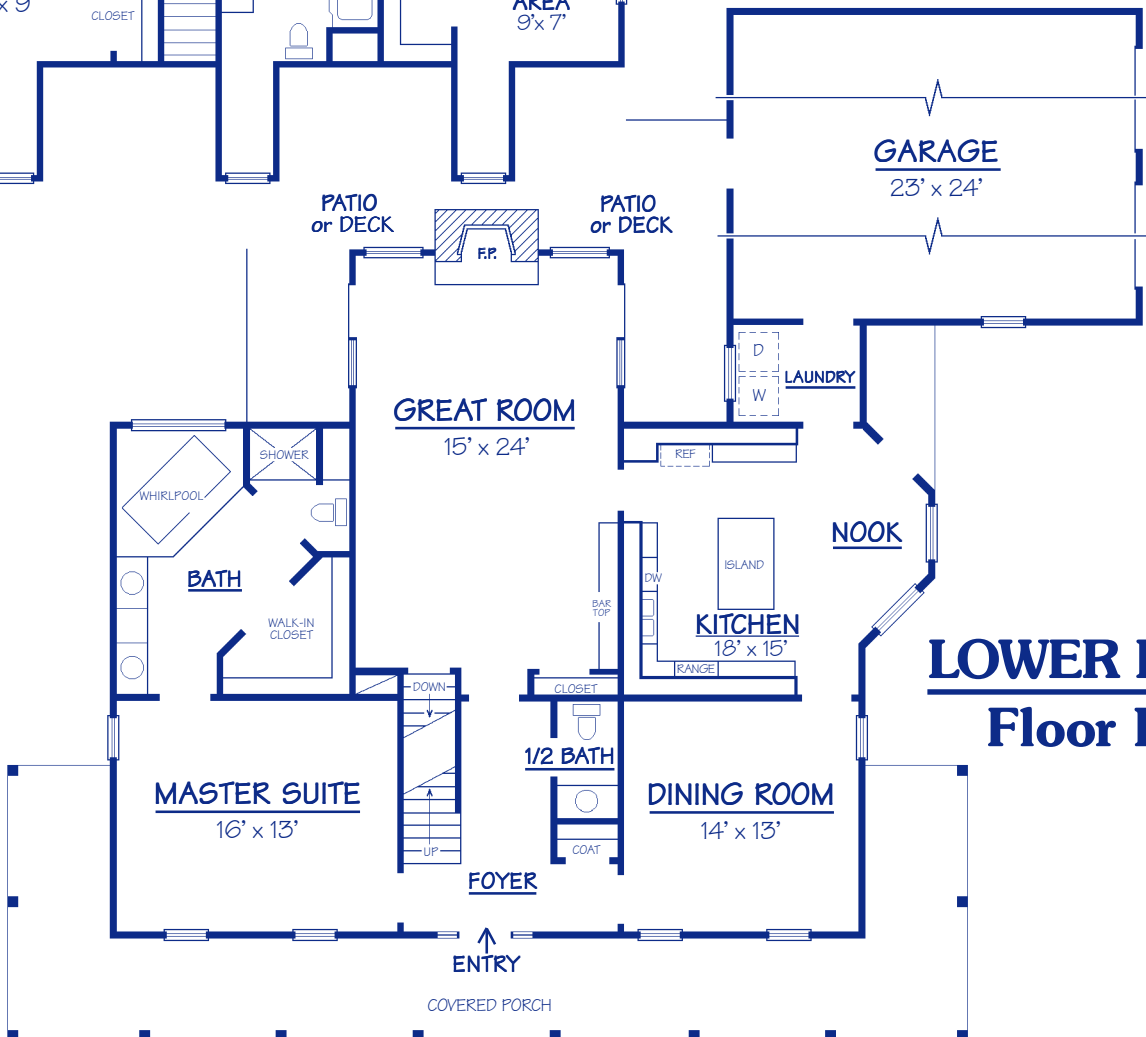 x 9
CLOSET
AREA
9'x 7'
GARAGE
23' x 24'
PATIO
or DECK
PATIO
or DECK
F.P.
D
W
LAUNDRY
GREAT ROOM
15' x 24'
REF
SHOWER
WHIRLPOOL
NOOK
ISLAND
BATH
DW
BAR
TOP
WALK-IN
CLOSET
KITCHEN
18' x 15'
RANGE
LOWER
Floor
DOWN
CLOSET
1/2 BATH
MASTER SUITE
16' x 13'
DINING ROOM
14' x 13'
UP
COAT
FOYER
ENTRY
COVERED PORCH